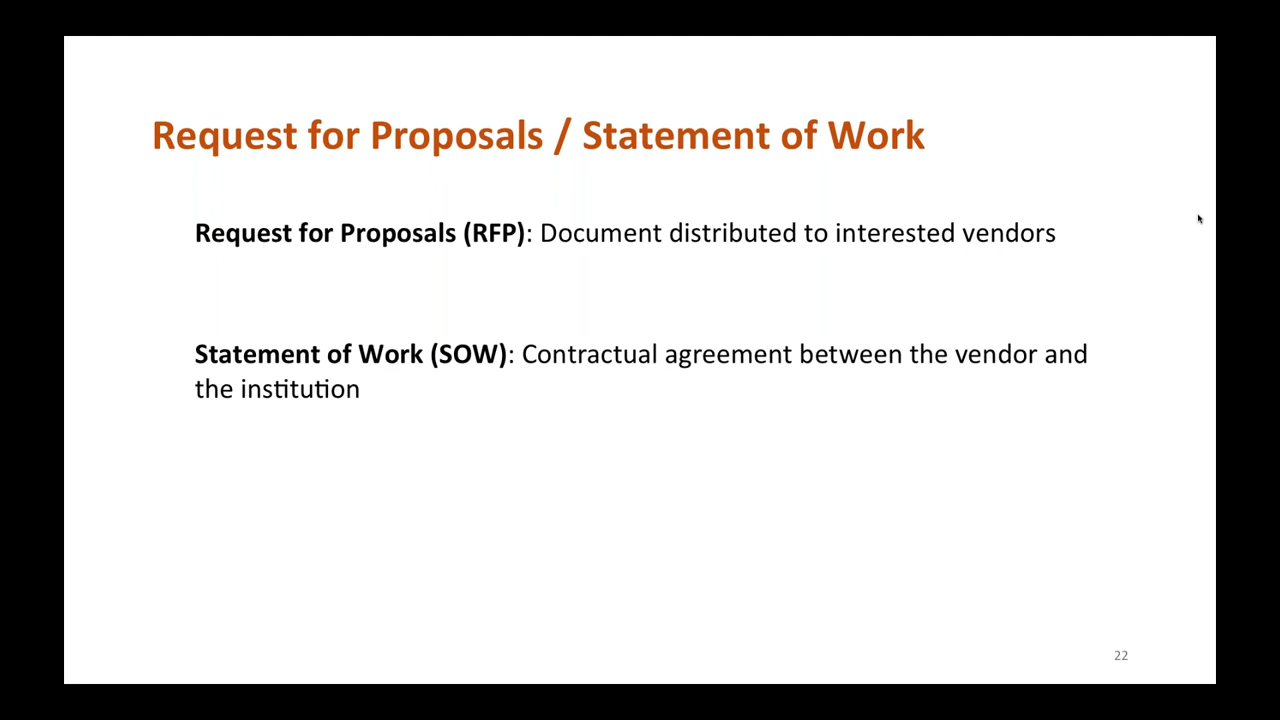 Request for Proposals / Statement of Work
Request for Proposals (RFP): Document distributed to interested vendors
Statement of Work (SOW): Contractual agreement between the vendor and
the institution
22